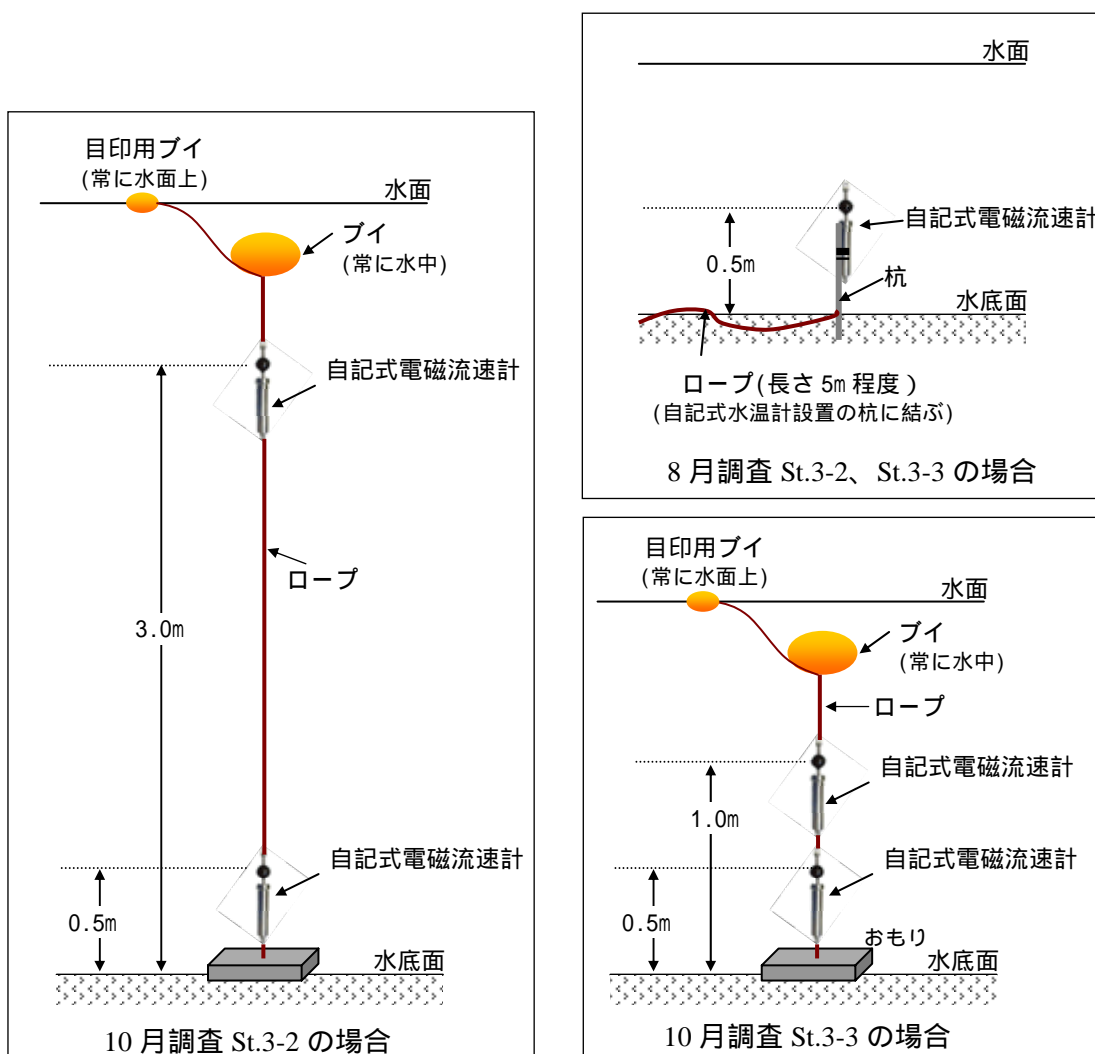 目印用ブイ
(常に水面上)
水面
ブイ
(常に水中)
自記式電磁流速計
ロープ
3.0m
自記式電磁流速計
0.5m
水底面
10 月調査 St.3-2 の場合
水面
自記式電磁流速計
0.5m
杭
水底面
ロープ(長さ 5m 程度)
(自記式水温計設置の杭に結ぶ)
8 月調査 St.3-2、St.3-3 の場合
目印用ブイ
(常に水面上)
水面
ブイ
(常に水中)
ロープ
自記式電磁流速計
1.0m
自記式電磁流速計
0.5m
おもり
水底面
10 月調査 St.3-3 の場合